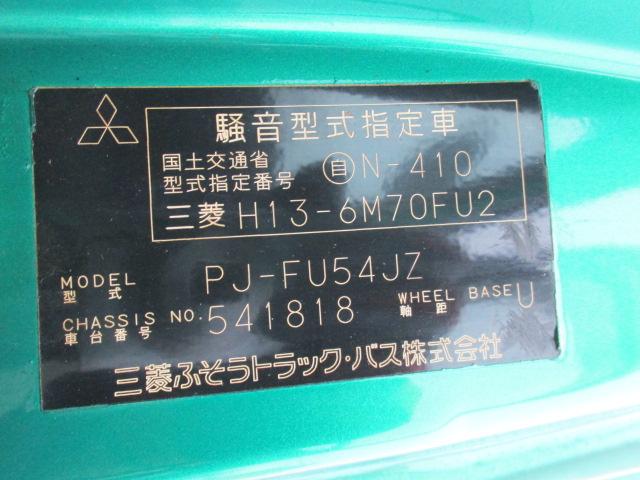 騒音型式指定車
国土交通省
型式指定番号 自N-410
三菱 H13-6M70FU2
MODEL 型式 PJ-FU54JZ
CHASSIS NO. 車台番号 541818 WHEEL BASE 軸距 U
三菱ふそうトラック・バス株式会社